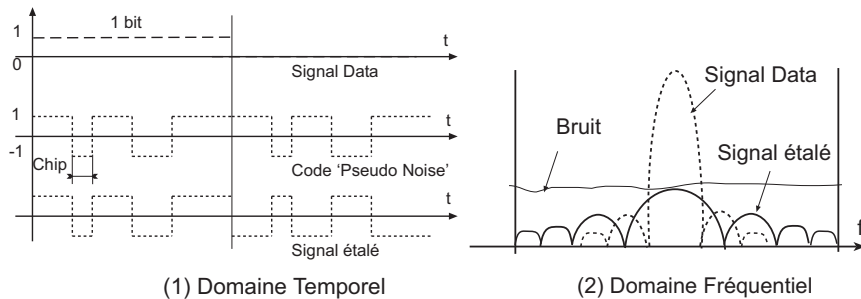 1
1 bit
t
0
Signal Data
1
t
-1
Chip
Code 'Pseudo Noise'
t
Signal étalé
(1) Domaine Temporel
Signal Data
Bruit
Signal étalé
f
(2) Domaine Fréquentiel